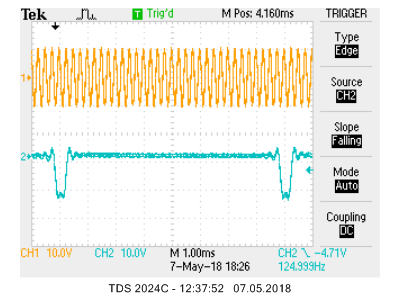 Tek T Trig'd M Pos: 4.160ms TRIGGER
Type
Edge
Source
CH2
Slope
Falling
Mode
Auto
Coupling
DC
1
2
CH1 10.0V CH2 10.0V M 1.00ms CH2 \ -4.71V
7-May-18 18:26 124.999Hz
TDS 2024C - 12:37:52 07.05.2018